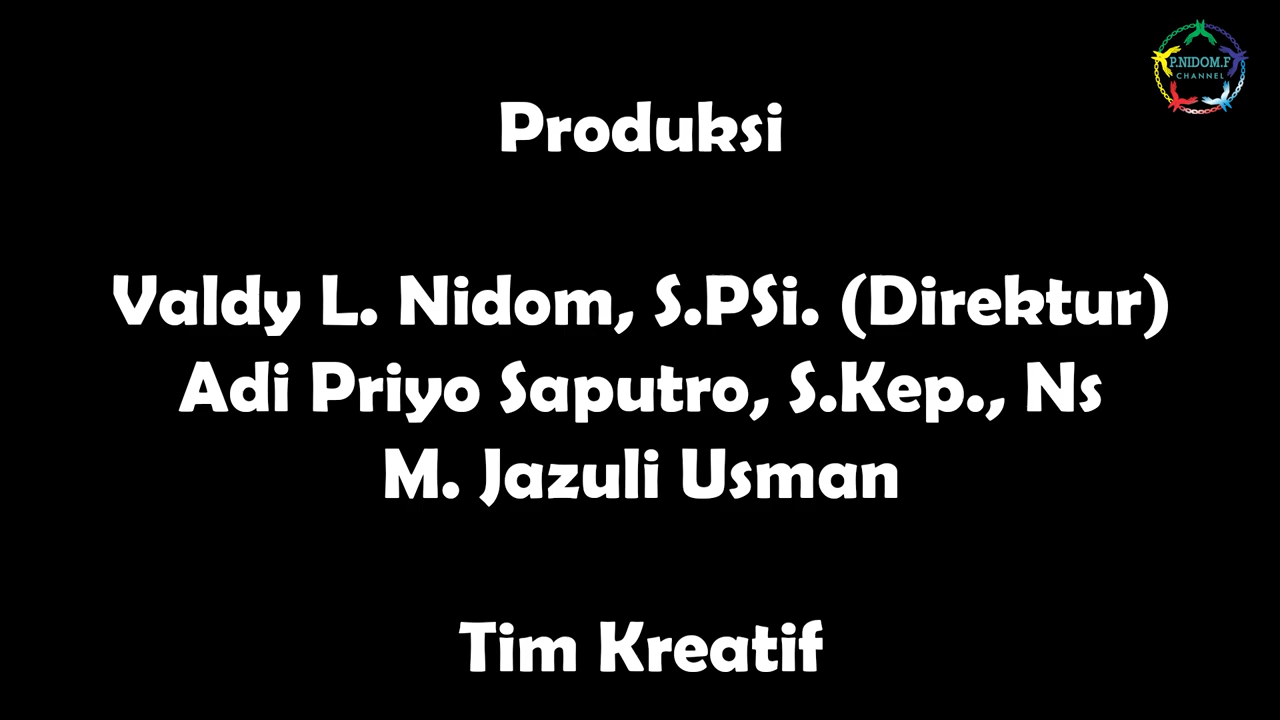 P.NIDOM.F
CHANNEL
Produksi
Valdy L. Nidom, S.PSi. (Direktur)
Adi Priyo Saputro, S.Kep., Ns
M. Jazuli Usman
Tim Kreatif